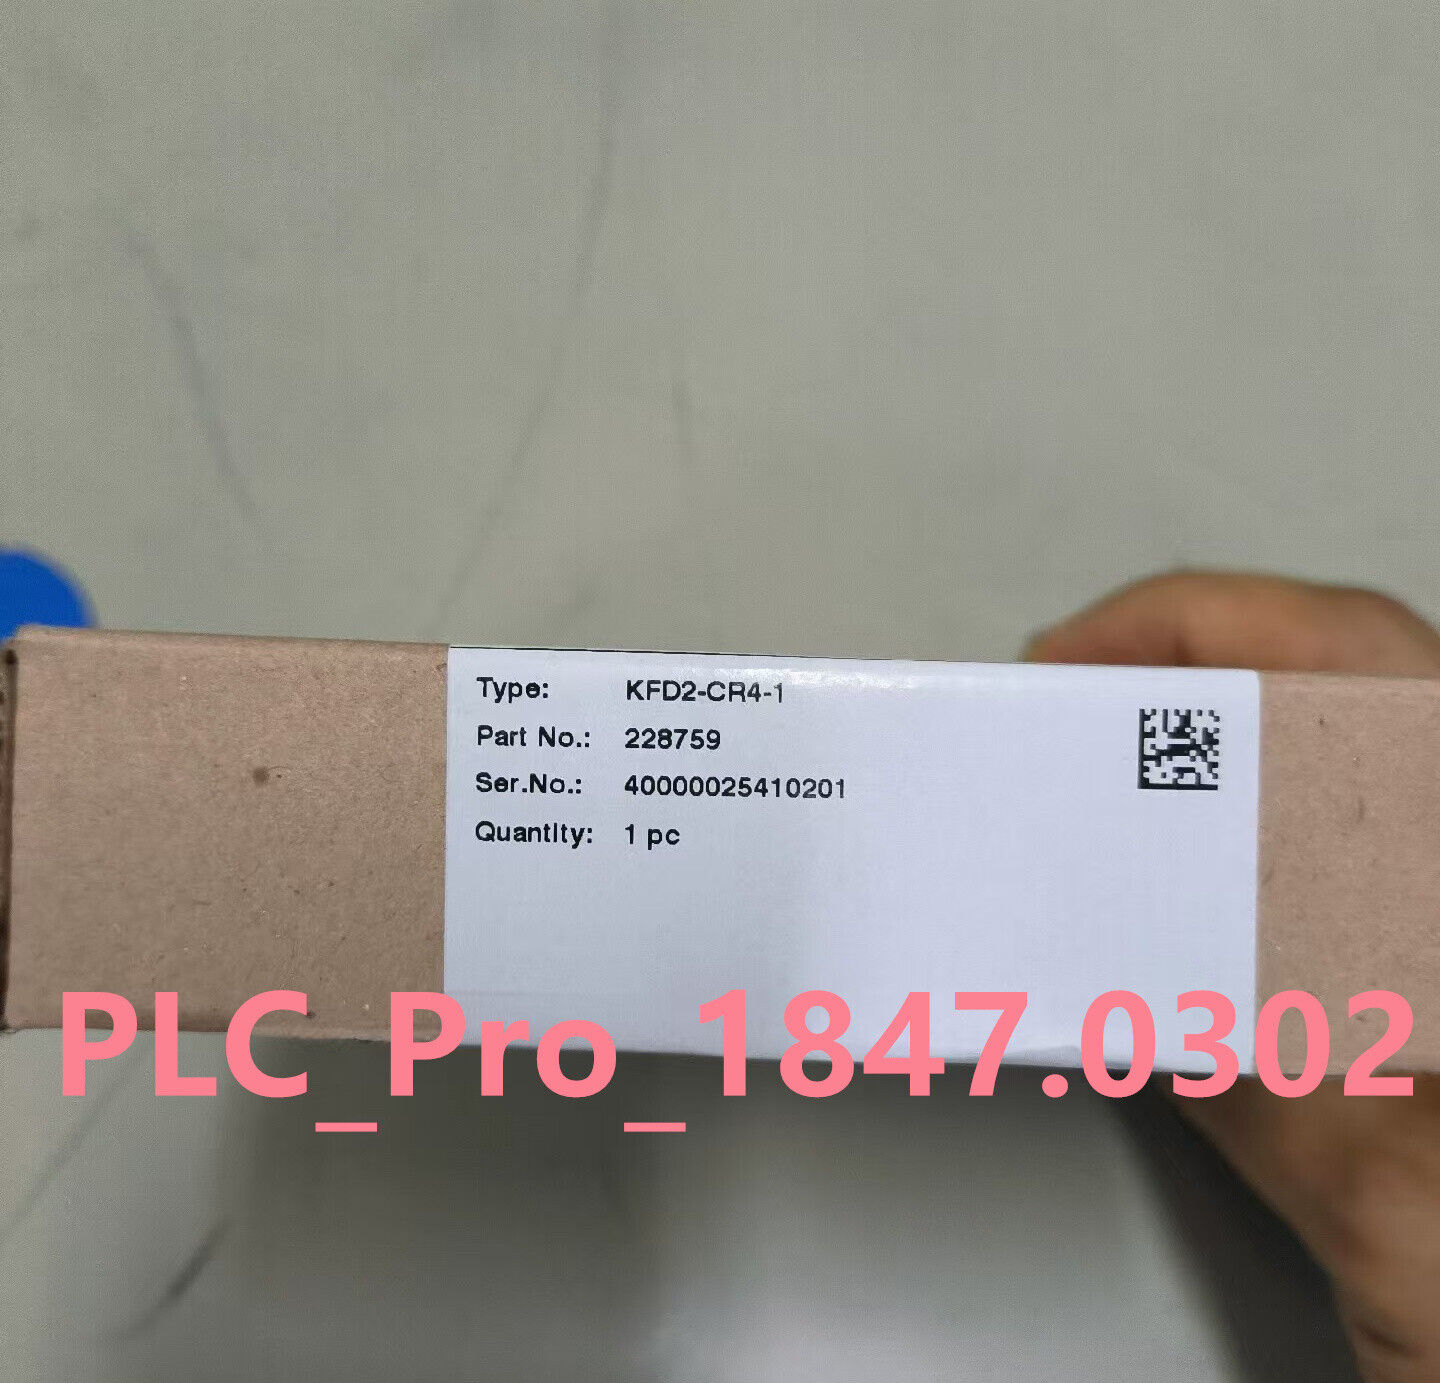 Type: KFD2-CR4-1
Part No.: 228759
Ser.No.: 40000025410201
Quantity: 1 pc
PLC_Pro_1847.0302